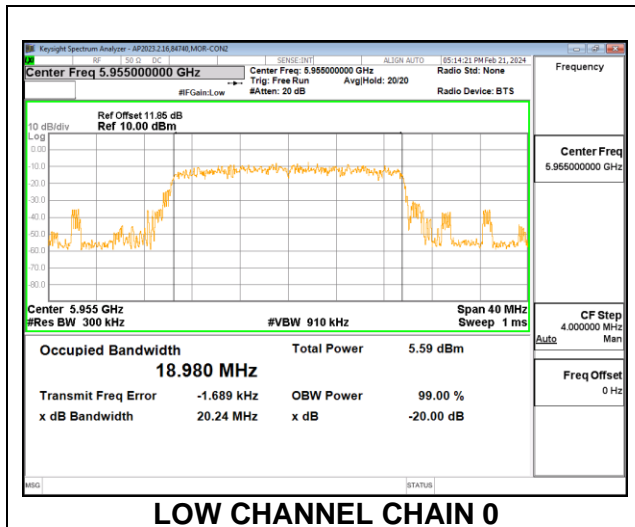 Keysight Spectrum Analyzer - AP2023.2.16,84740,MOR-CON2
RF 50 Ω DC SENSE:INT ALIGN AUTO 05:14:21 PM Feb 21, 2024
Center Freq 5.955000000 GHz
Center Freq: 5.955000000 GHz
Radio Std: None
Trig: Free Run Avg|Hold: 20/20
#IFGain:Low #Atten: 20 dB Radio Device: BTS
Frequency
Ref Offset 11.85 dB
10 dB/div Ref 10.00 dBm
Log
0.00
-10.0
-20.0
-30.0
-40.0
-50.0
-60.0
-70.0
-80.0
Center Freq
5.955000000 GHz
Center 5.955 GHz Span 40 MHz
#Res BW 300 kHz #VBW 910 kHz Sweep 1 ms
CF Step
4.000000 MHz
Auto Man
Occupied Bandwidth Total Power 5.59 dBm
18.980 MHz
Transmit Freq Error -1.689 kHz OBW Power 99.00 %
x dB Bandwidth 20.24 MHz x dB -20.00 dB
Freq Offset
0 Hz
MSG STATUS
LOW CHANNEL CHAIN 0